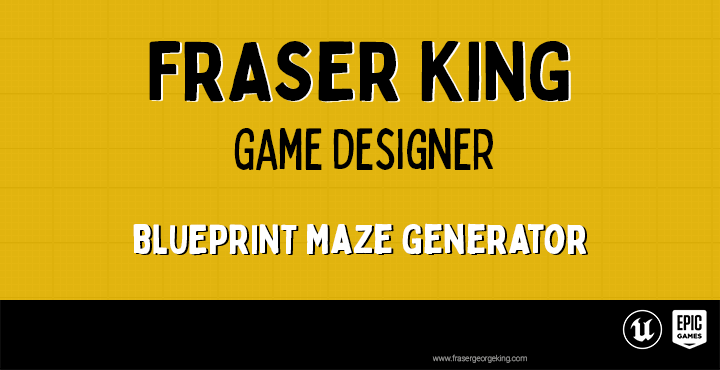 FRASER KING
GAME DESIGNER
BLUEPRINT MAZE GENERATOR
EPIC
GAMES
www.frasergeorgeking.com